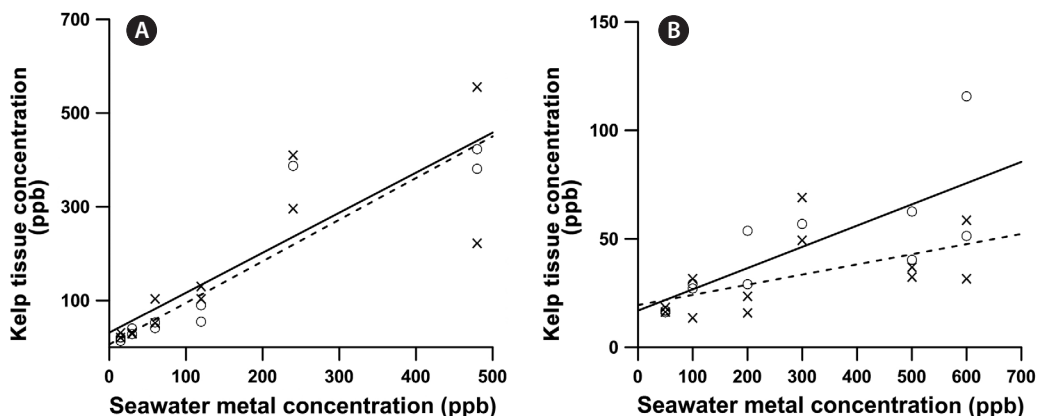 A
700
500
300
100
Kelp tissue concentration
(ppb)
0 100 200 300 400 500
Seawater metal concentration (ppb)
B
150
100
50
0
Kelp tissue concentration
(ppb)
0 100 200 300 400 500 600 700
Seawater metal concentration (ppb)